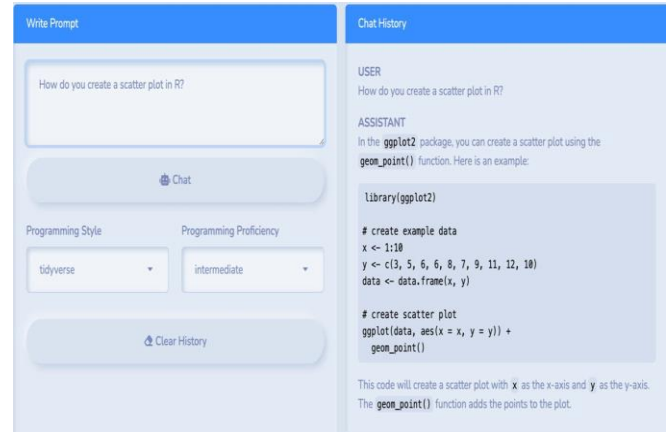 Write Prompt
How do you create a scatter plot in R?
Chat
Programming Style
Programming Proficiency
tidyverse
intermediate
Clear History
Chat History
USER
How do you create a scatter plot in R?
ASSISTANT
In the ggplot2 package, you can create a scatter plot using the
geom_point() function. Here is an example:
library(ggplot2)
# create example data
x <- 1:10
y <- c(3, 5, 6, 6, 8, 7, 9, 11, 12, 10)
data <- data.frame(x, y)
# create scatter plot
ggplot(data, aes(x = x, y = y)) +
geom_point()
This code will create a scatter plot with x as the x-axis and y as the y-axis.
The geom_point() function adds the points to the plot.